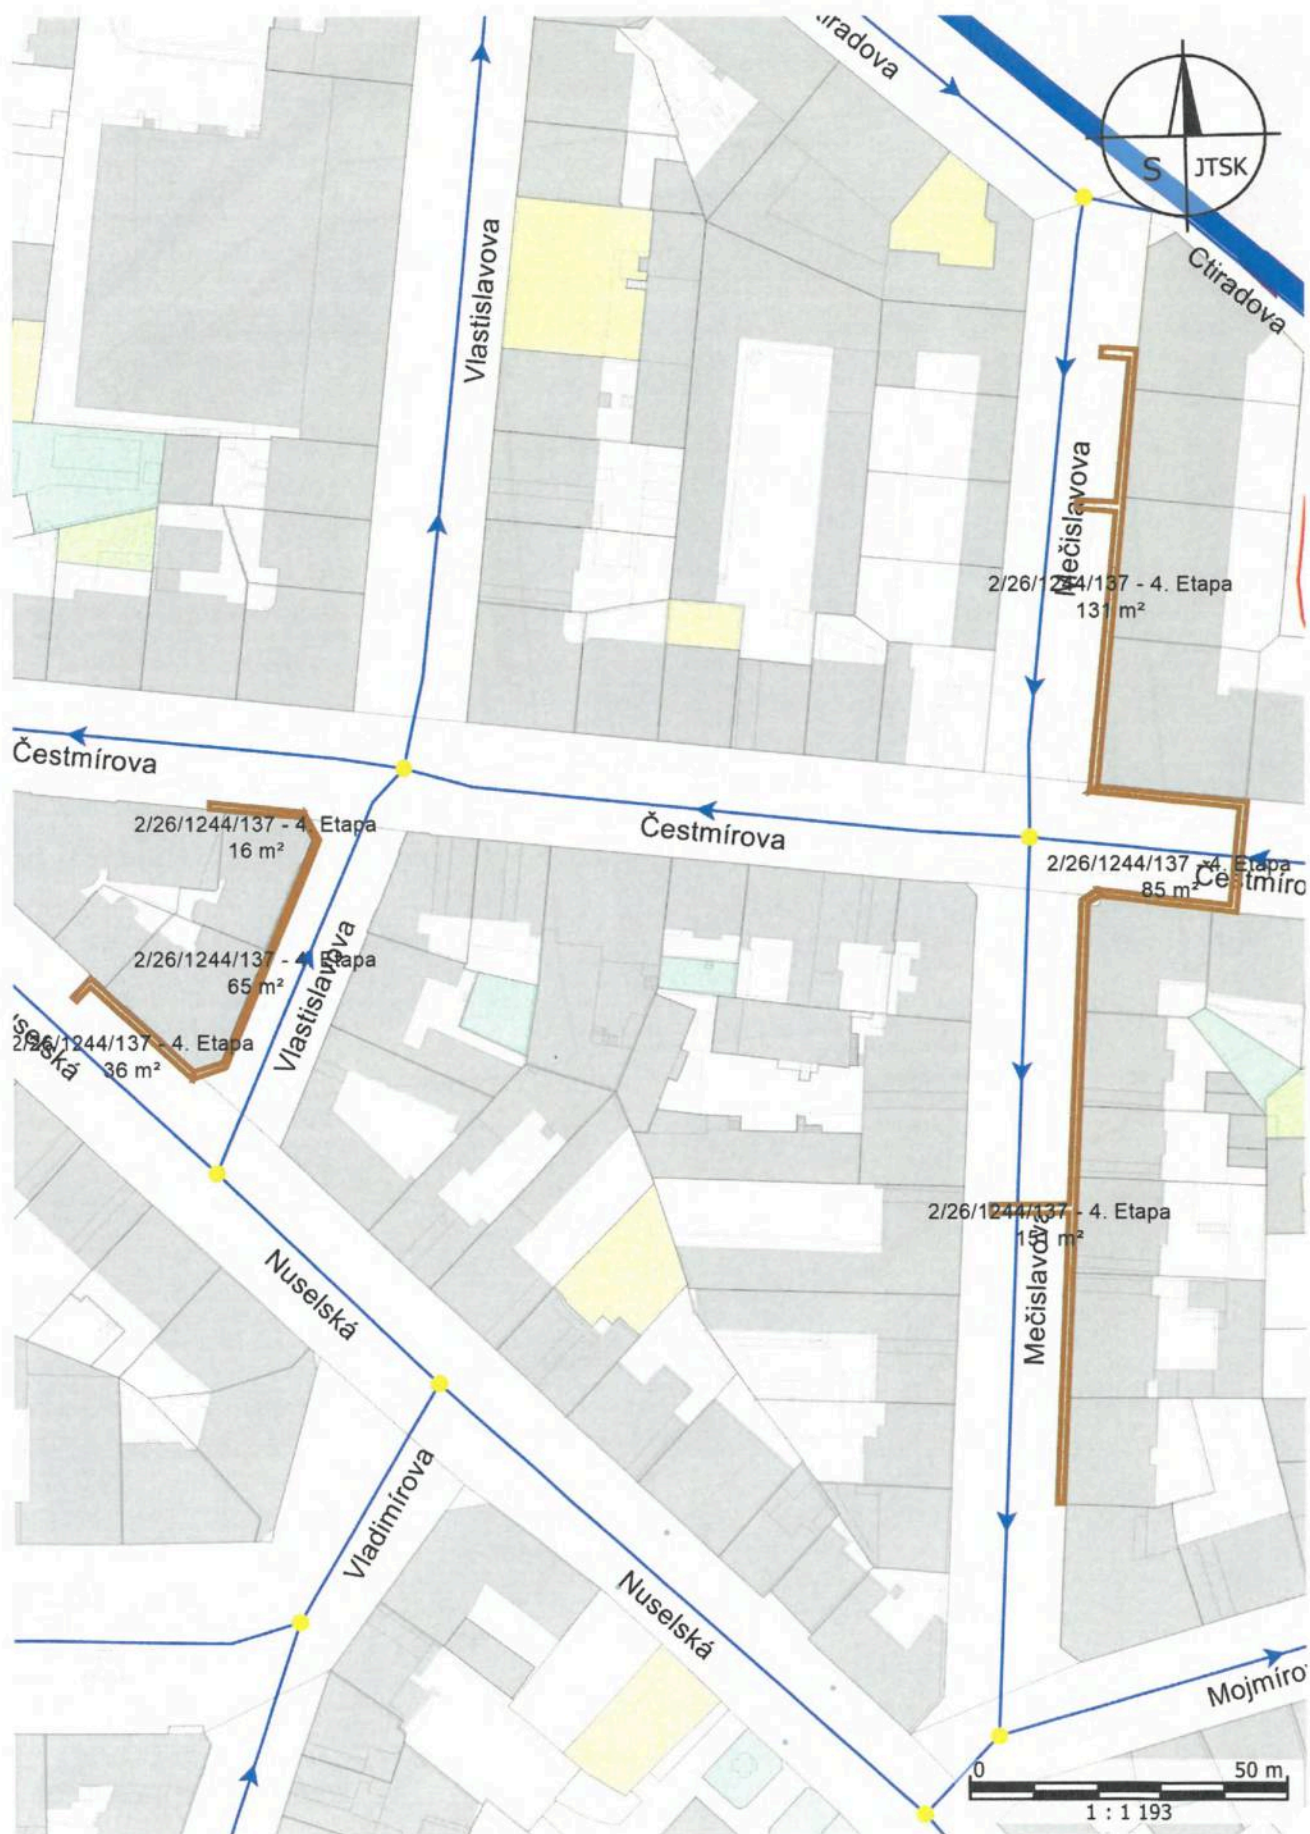 tiradova
S JTSK
Ctiradova
Vlastislavova
Mečislavova
2/26/1244/137 - 4. Etapa
131 m²
Čestmírova
2/26/1244/137 - 4. Etapa
16 m²
Čestmírova
2/26/1244/137 - 4. Etapa
85 m²
Čestmíro
2/26/1244/137 - 4. Etapa
65 m²
Vlastislavova
uselská
2/26/1244/137 - 4. Etapa
36 m²
2/26/1244/137 - 4. Etapa
m²
Mečislavova
Nuselská
Vladimírova
Nuselská
Mojmíro
0 50 m
1 : 1 193